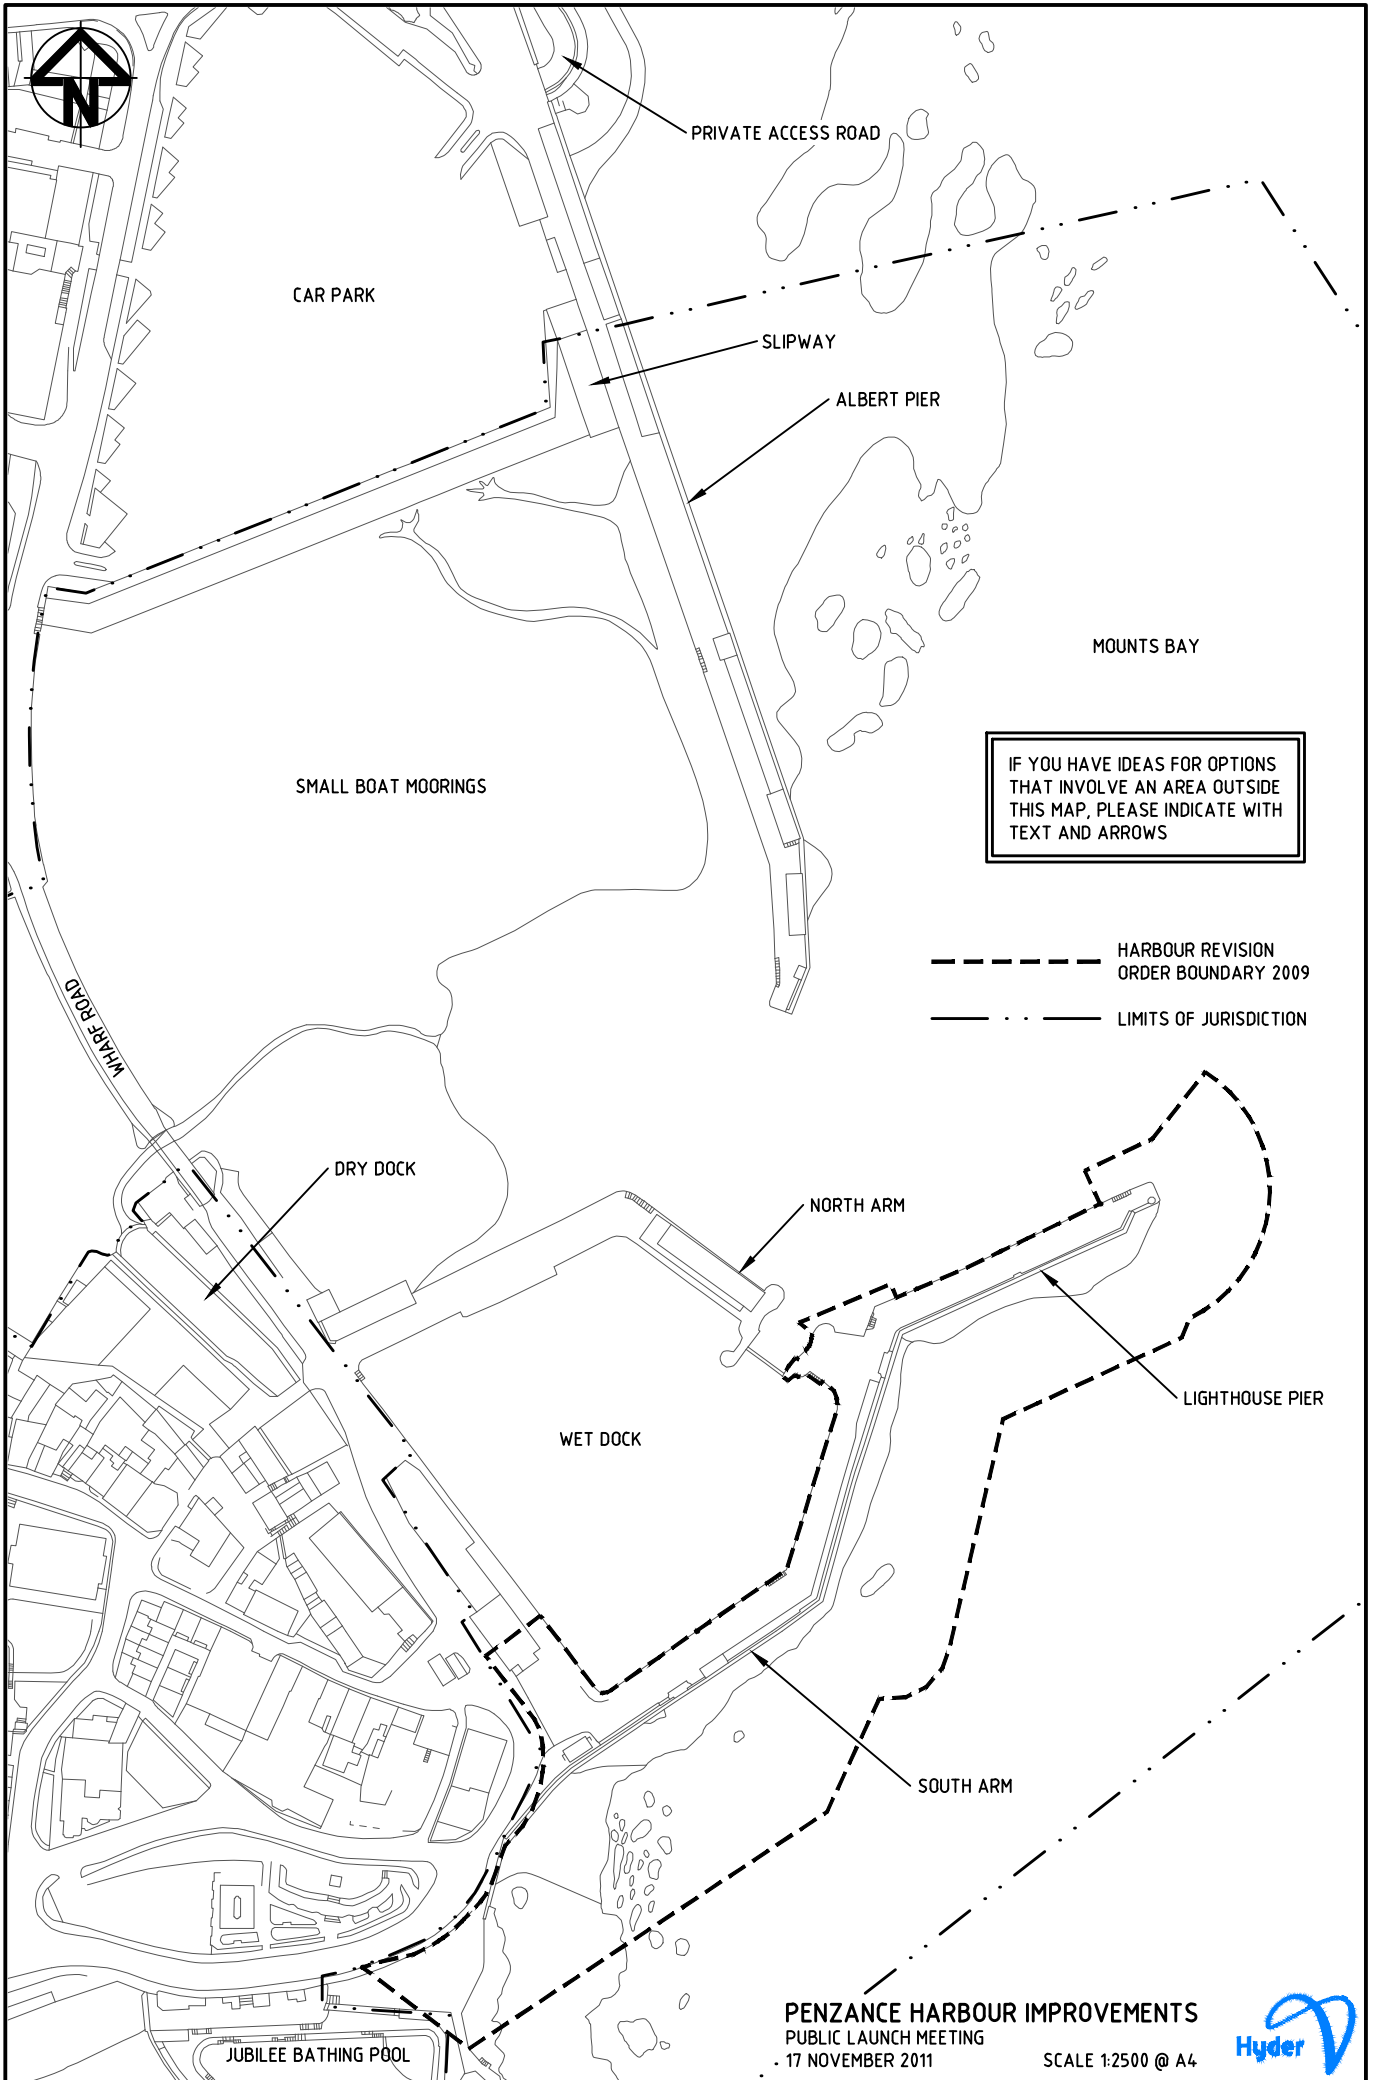 N
PRIVATE ACCESS ROAD
CAR PARK
SLIPWAY
ALBERT PIER
MOUNTS BAY
IF YOU HAVE IDEAS FOR OPTIONS
THAT INVOLVE AN AREA OUTSIDE
THIS MAP, PLEASE INDICATE WITH
TEXT AND ARROWS
SMALL BOAT MOORINGS
HARBOUR REVISION
ORDER BOUNDARY 2009
LIMITS OF JURISDICTION
WHARF ROAD
DRY DOCK
NORTH ARM
LIGHTHOUSE PIER
WET DOCK
SOUTH ARM
JUBILEE BATHING POOL
PENZANCE HARBOUR IMPROVEMENTS
PUBLIC LAUNCH MEETING
17 NOVEMBER 2011
SCALE 1:2500 @ A4
Hyder